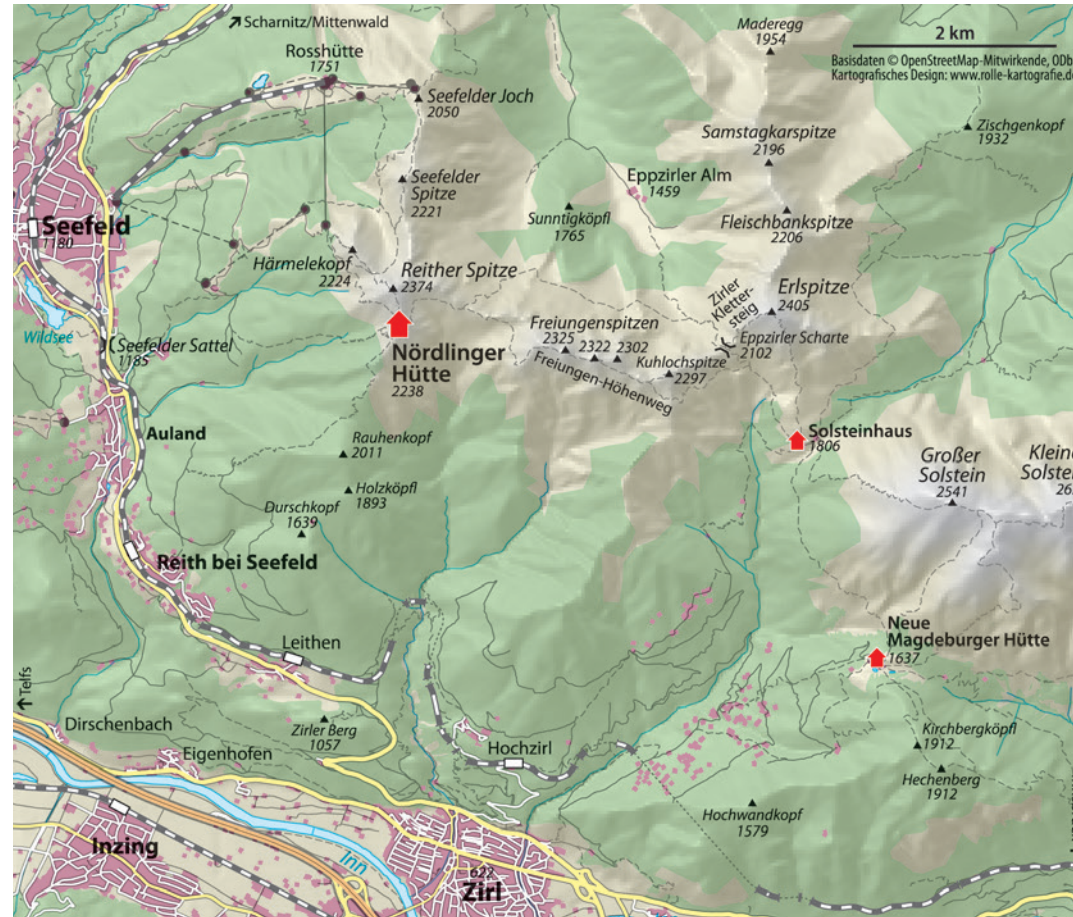 Scharnitz/Mittenwald
Rosshütte
1751
Maderegg
1954
2 km
Basisdaten © OpenStreetMap-Mitwirkende, ODb
Kartografisches Design: www.rolle-kartografie.de
Seefelder Joch
2050
Zischgenkopf
1932
Samstagkarspitze
2196
Seefelder
Spitze
2221
Eppzirler Alm
1459
Sunntigköpfl
1765
Fleischbankspitze
2206
Seefeld
1180
Härmelekopf
2224
Reither Spitze
2374
Zirler
Kletter-
steig
Erlspitze
2405
Wildsee
Seefelder Sattel
1185
Nördlinger
Hütte
2238
Freiungenspitzen
2325
2322
2302
Eppzirler Scharte
2102
Kuhlochspitze
2297
Freiungen-Höhenweg
Auland
Rauhenkopf
2011
Solsteinhaus
1806
Großer
Solstein
2541
Kleine
Solste
26
Holzköpfl
1893
Durschkopf
1639
Reith bei Seefeld
Leithen
Neue
Magdeburger Hütte
1637
Telfs
Dirschenbach
Zirler Berg
1057
Eigenhofen
Hochzirl
Kirchbergköpfl
1912
Hechenberg
1912
Hochwandkopf
1579
Inzing
Inn
622
Zirl